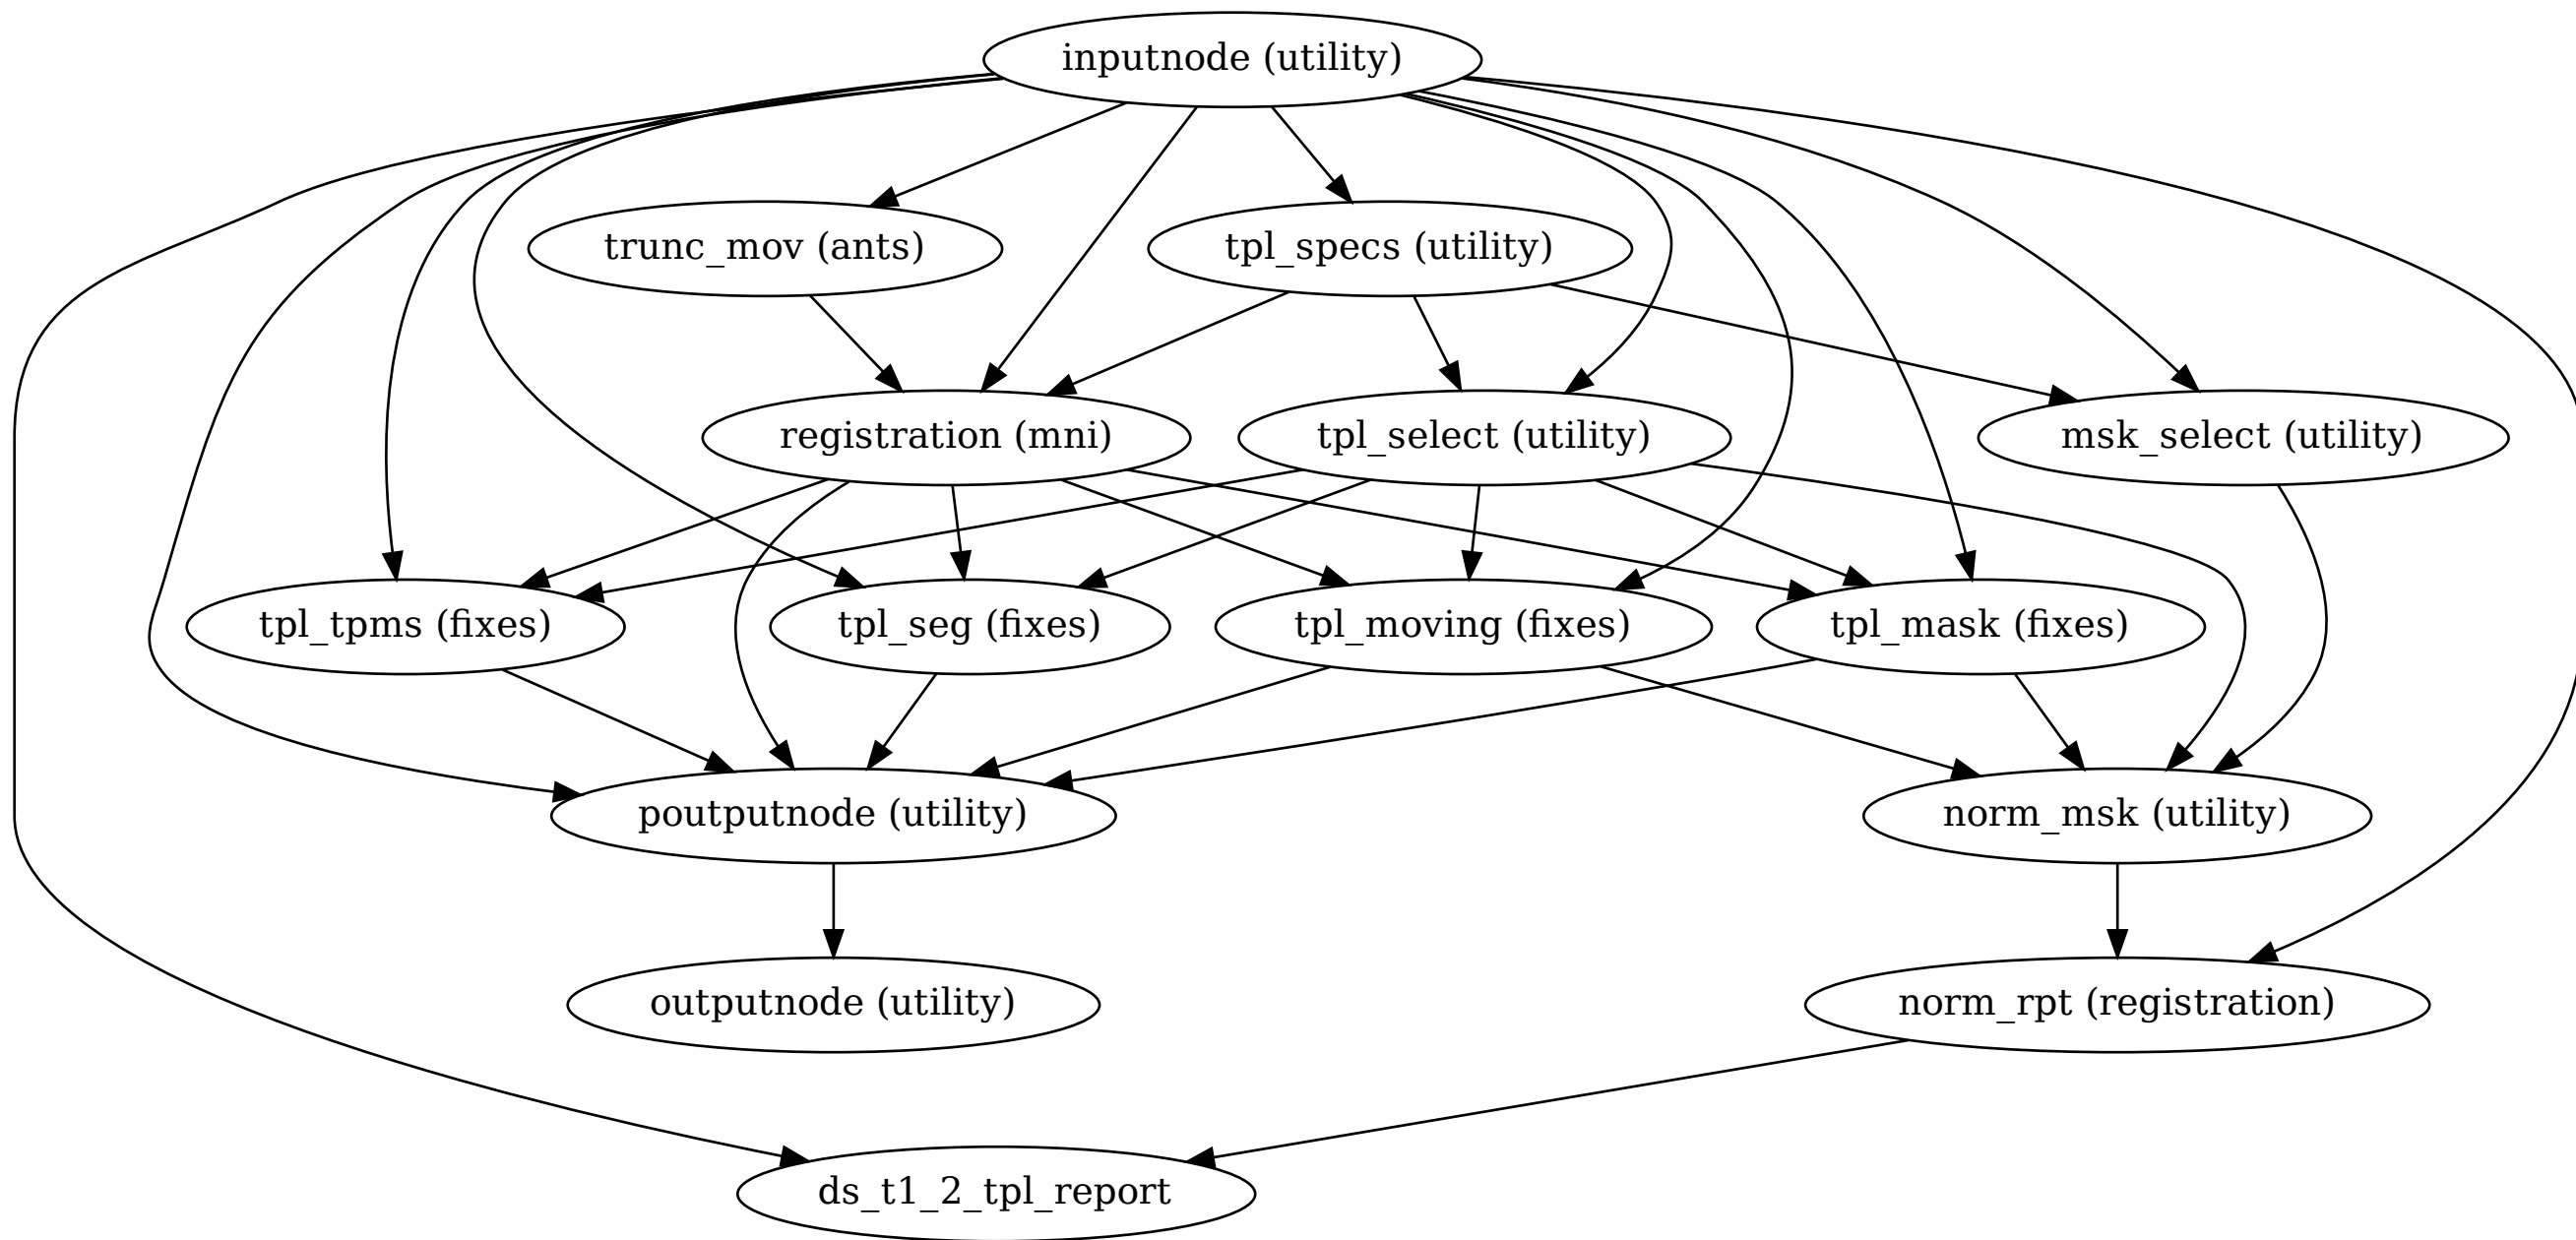 inputnode (utility)
trunc_mov (ants)
tpl_specs (utility)
registration (mni)
tpl_select (utility)
msk_select (utility)
tpl_tpms (fixes)
tpl_seg (fixes)
tpl_moving (fixes)
tpl_mask (fixes)
poutputnode (utility)
norm_msk (utility)
outputnode (utility)
norm_rpt (registration)
ds_t1_2_tpl_report